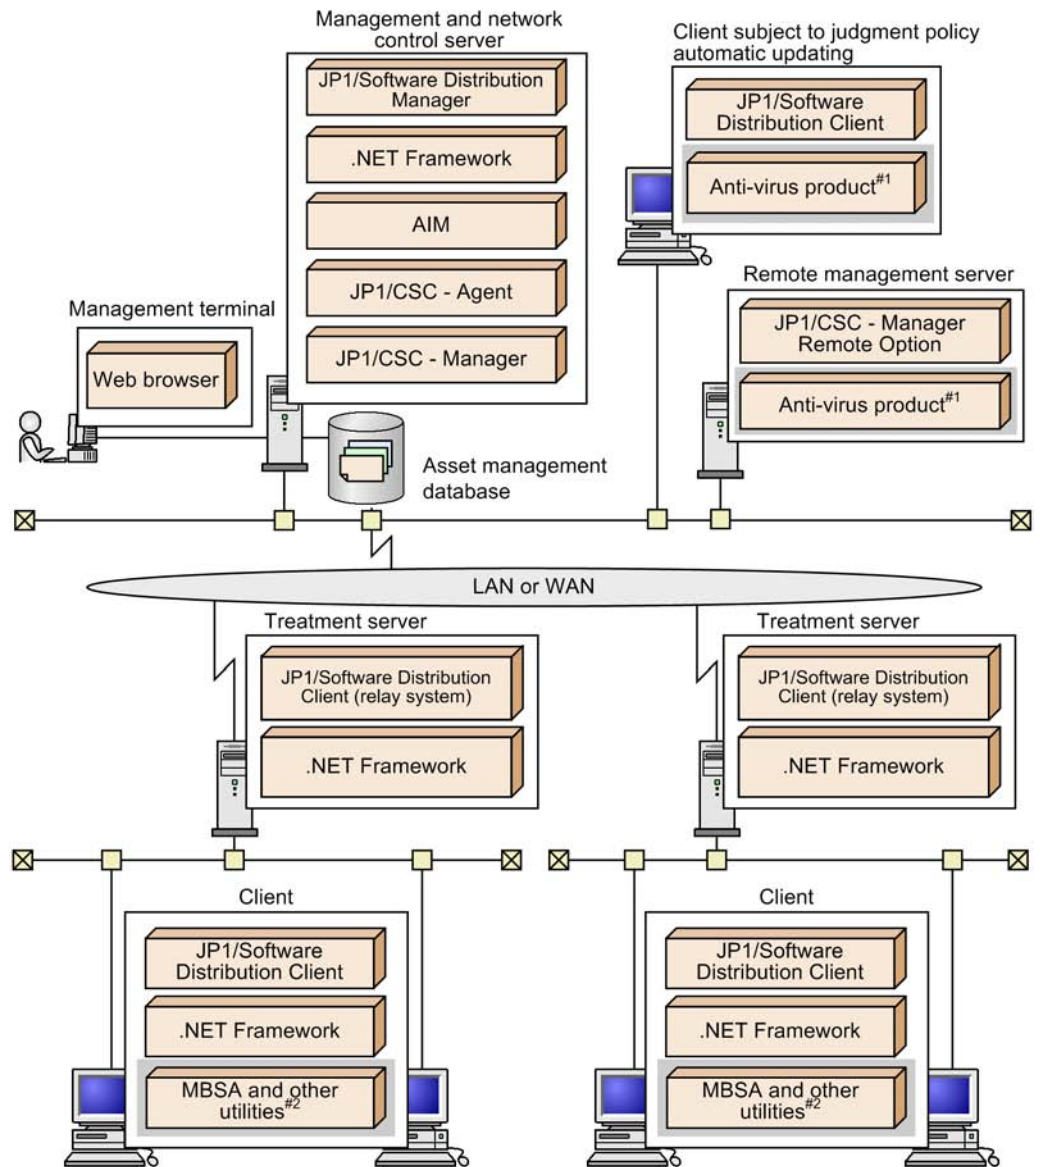 Management and network
control server
JP1/Software Distribution
Manager
.NET Framework
AIM
JP1/CSC - Agent
JP1/CSC - Manager
Client subject to judgment policy
automatic updating
JP1/Software
Distribution Client
Anti-virus product#1
Remote management server
JP1/CSC - Manager
Remote Option
Anti-virus product#1
Management terminal
Web browser
Asset management
database
LAN or WAN
Treatment server
JP1/Software Distribution
Client (relay system)
.NET Framework
Treatment server
JP1/Software Distribution
Client (relay system)
.NET Framework
Client
JP1/Software
Distribution Client
.NET Framework
MBSA and other
utilities#2
Client
JP1/Software
Distribution Client
.NET Framework
MBSA and other
utilities#2